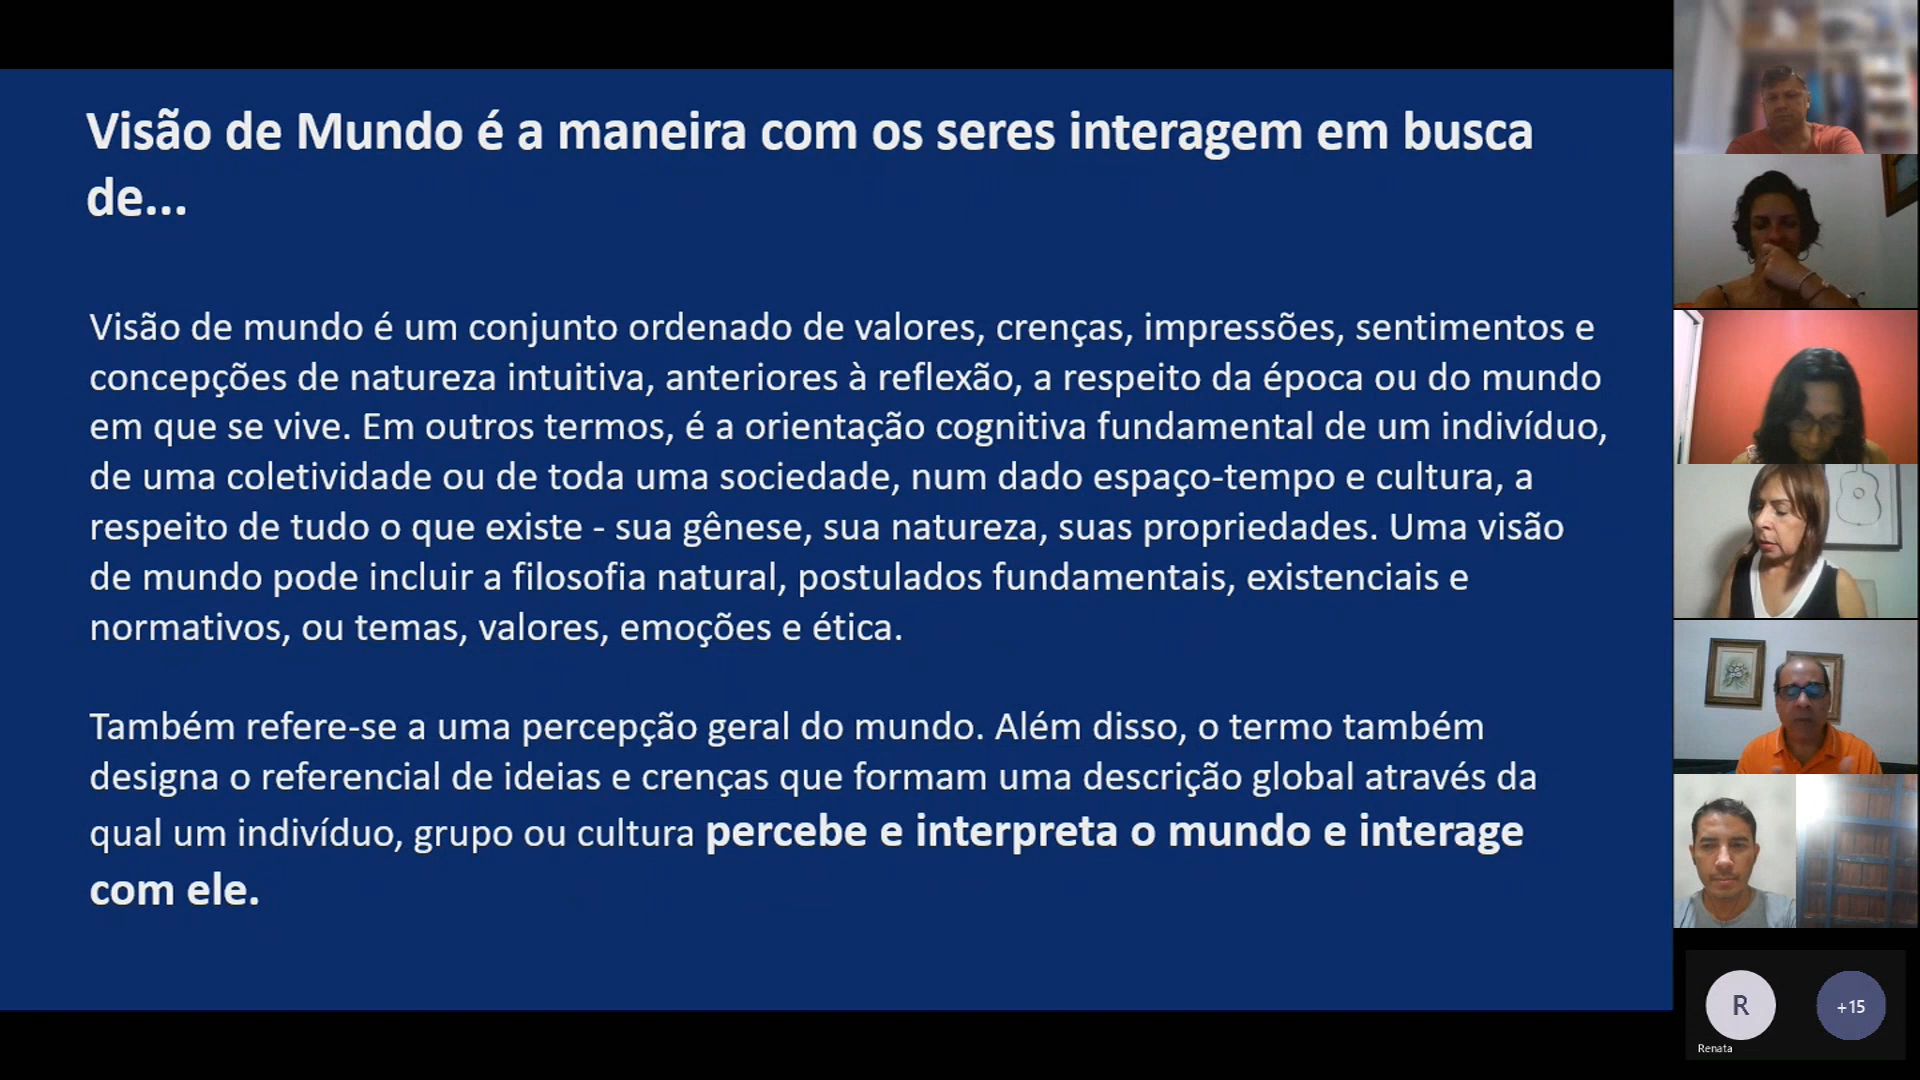 Visão de Mundo é a maneira com os seres interagem em busca
de...
Visão de mundo é um conjunto ordenado de valores, crenças, impressões, sentimentos e
concepções de natureza intuitiva, anteriores à reflexão, a respeito da época ou do mundo
em que se vive. Em outros termos, é a orientação cognitiva fundamental de um indivíduo,
de uma coletividade ou de toda uma sociedade, num dado espaço-tempo e cultura, a
respeito de tudo o que existe - sua gênese, sua natureza, suas propriedades. Uma visão
de mundo pode incluir a filosofia natural, postulados fundamentais, existenciais e
normativos, ou temas, valores, emoções e ética.
Também refere-se a uma percepção geral do mundo. Além disso, o termo também
designa o referencial de ideias e crenças que formam uma descrição global através da
qual um indivíduo, grupo ou cultura percebe e interpreta o mundo e interage
com ele.
R
+15
Renata